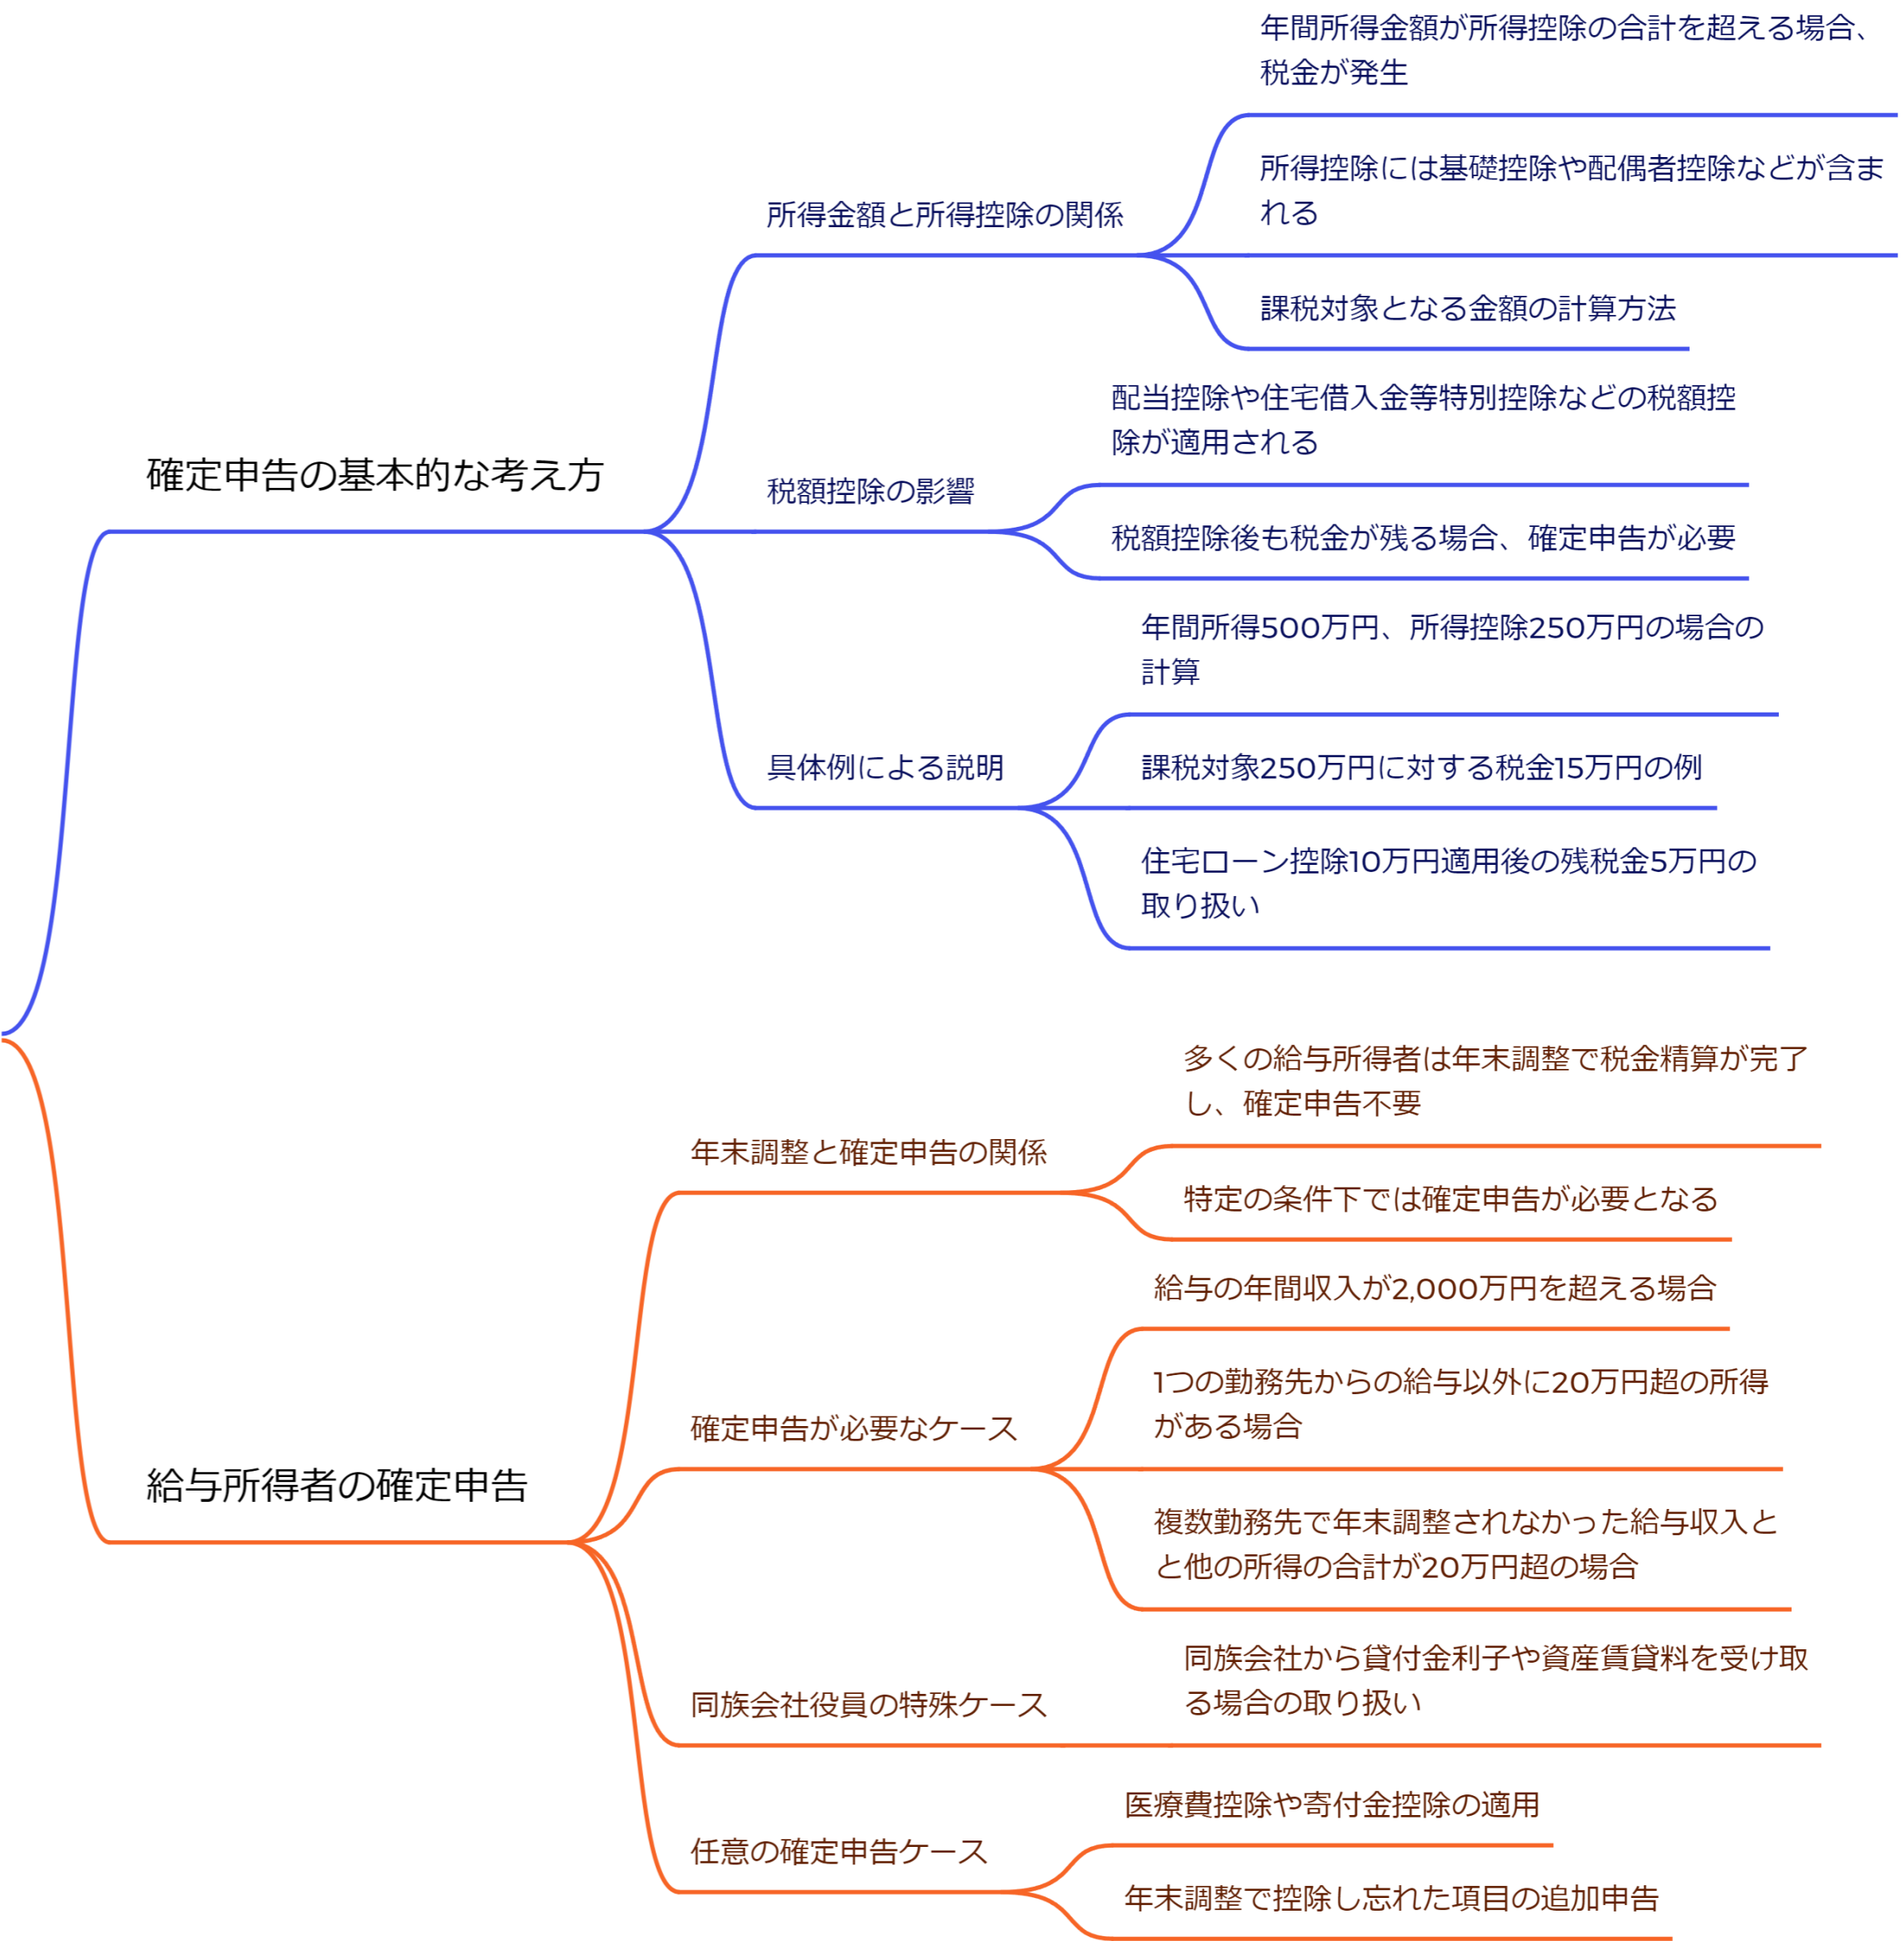 年間所得金額が所得控除の合計を超える場合、
税金が発生
所得控除には基礎控除や配偶者控除などが含ま
れる
所得金額と所得控除の関係
課税対象となる金額の計算方法
配当控除や住宅借入金等特別控除などの税額控
除が適用される
確定申告の基本的な考え方
税額控除の影響
税額控除後も税金が残る場合、確定申告が必要
年間所得500万円、所得控除250万円の場合の
計算
具体例による説明
課税対象250万円に対する税金15万円の例
住宅ローン控除10万円適用後の残税金5万円の
取り扱い
多くの給与所得者は年末調整で税金精算が完了
し、確定申告不要
年末調整と確定申告の関係
特定の条件下では確定申告が必要となる
給与の年間収入が2,000万円を超える場合
1つの勤務先からの給与以外に20万円超の所得
がある場合
確定申告が必要なケース
給与所得者の確定申告
複数勤務先で年末調整されなかった給与収入と
と他の所得の合計が20万円超の場合
同族会社から貸付金利子や資産賃貸料を受け取
る場合の取り扱い
同族会社役員の特殊ケース
医療費控除や寄付金控除の適用
任意の確定申告ケース
年末調整で控除し忘れた項目の追加申告